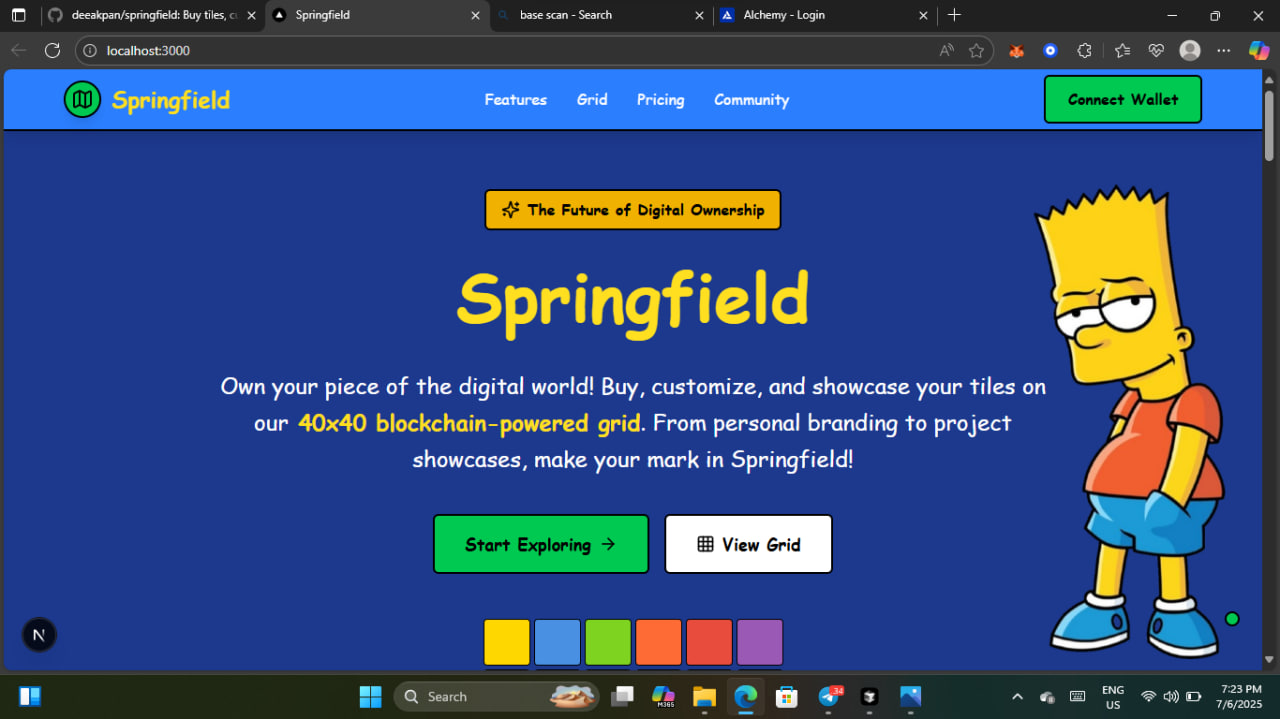 deeakpan/springfield: Buy tiles, cu
Springfield
base scan - Search
Alchemy - Login
localhost:3000
Springfield
Features
Grid
Pricing
Community
Connect Wallet
The Future of Digital Ownership
Springfield
Own your piece of the digital world! Buy, customize, and showcase your tiles on
our 40x40 blockchain-powered grid. From personal branding to project
showcases, make your mark in Springfield!
Start Exploring →
View Grid
N
Search
M365
34
ENG
US
7:23 PM
7/6/2025